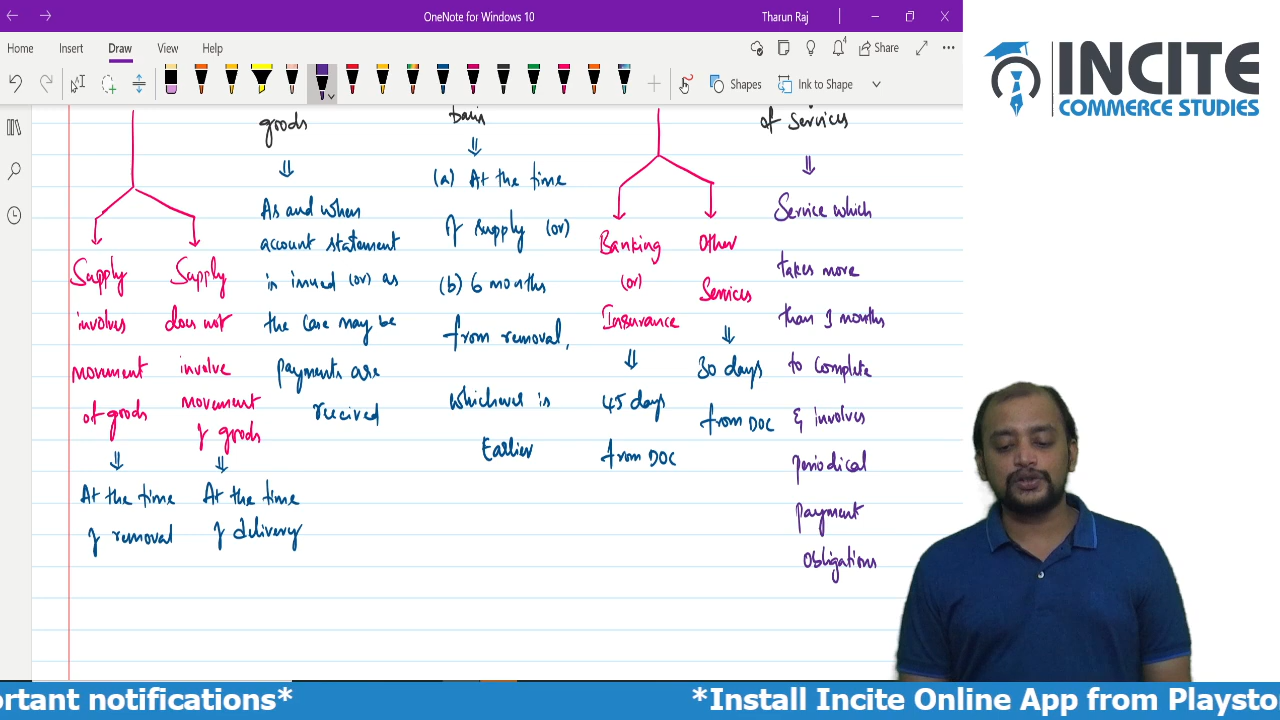 OneNote for Windows 10
Tharun Raj
Home
Insert
Draw
View
Help
4
Share
Shapes
Ink to Shape
INCITE
COMMERCE STUDIES
goods
basis
of services
Supply
involves
movement
of goods
At the time
of removal
Supply
does not
involve
movement
of goods
At the time
of delivery
As and when
account statement
is issued (or) as
the case may be
payments are
received
(a) At the time
of supply (or)
(b) 6 months
from removal,
whichever is
Earlier
Banking
(or)
Insurance
45 days
from DOC
Other
Services
30 days
from DOC
Service which
takes more
than 3 months
to complete
& involves
periodical
payment
obligations
ortant notifications*
*Install Incite Online App from Playsto